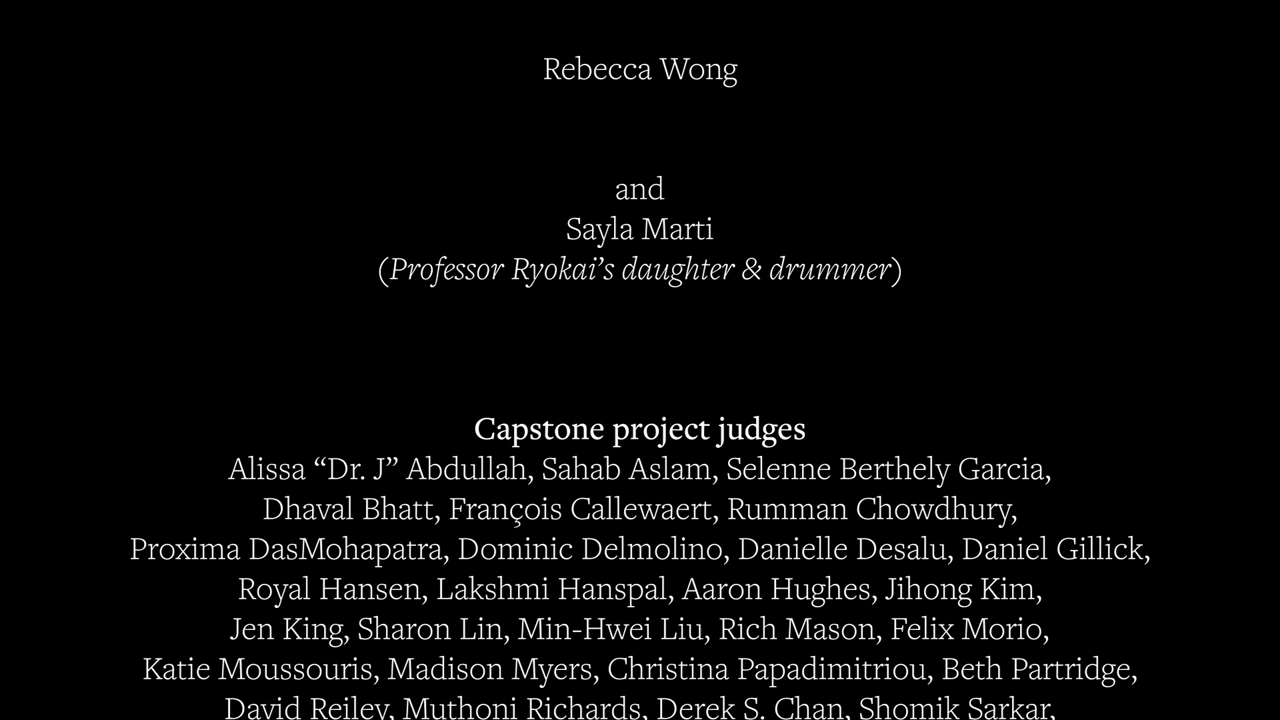 Rebecca Wong
and
Sayla Marti
(Professor Ryokai’s daughter & drummer)
Capstone project judges
Alissa “Dr. J” Abdullah, Sahab Aslam, Selenne Berthely Garcia,
Dhaval Bhatt, François Callewaert, Rumman Chowdhury,
Proxima DasMohapatra, Dominic Delmolino, Danielle Desalu, Daniel Gillick,
Royal Hansen, Lakshmi Hanspal, Aaron Hughes, Jihong Kim,
Jen King, Sharon Lin, Min-Hwei Liu, Rich Mason, Felix Morio,
Katie Moussouris, Madison Myers, Christina Papadimitriou, Beth Partridge,
David Reiley, Muthoni Richards, Derek S. Chan, Shomik Sarkar,